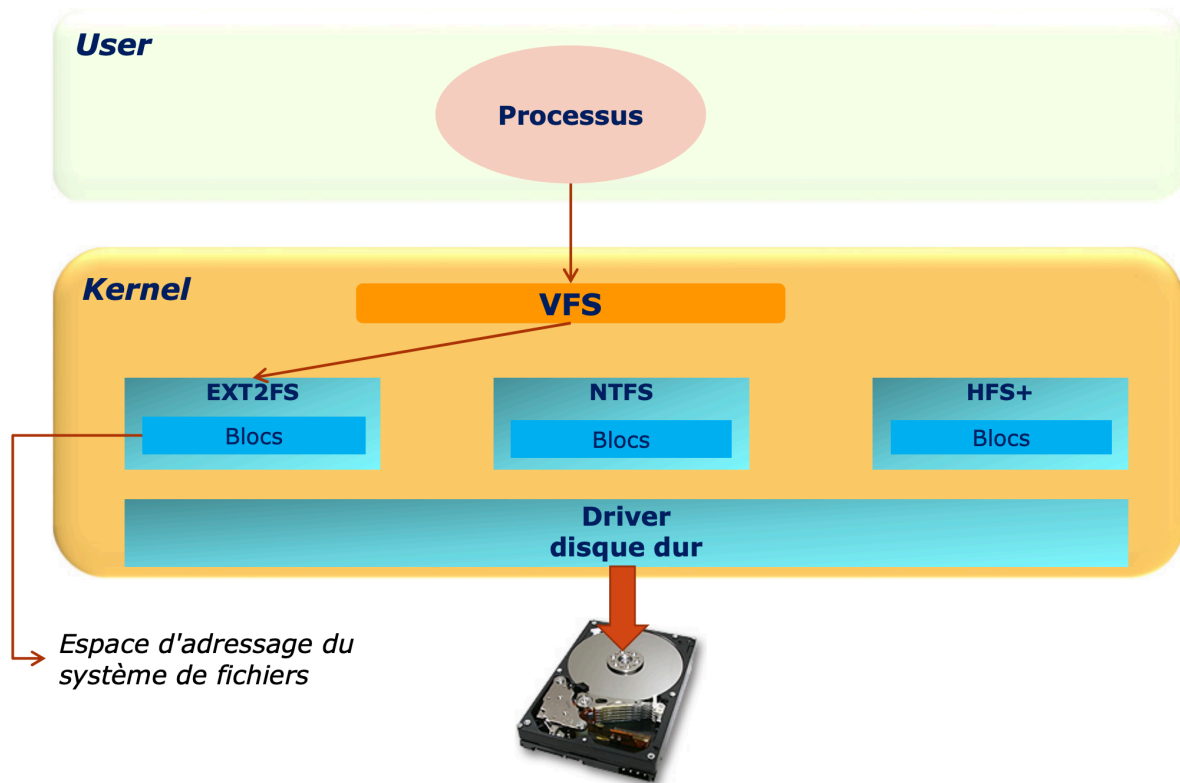 User
Processus
Kernel
VFS
EXT2FS
NTFS
HFS+
Blocs
Blocs
Blocs
Driver
disque dur
Espace d'adressage du
système de fichiers